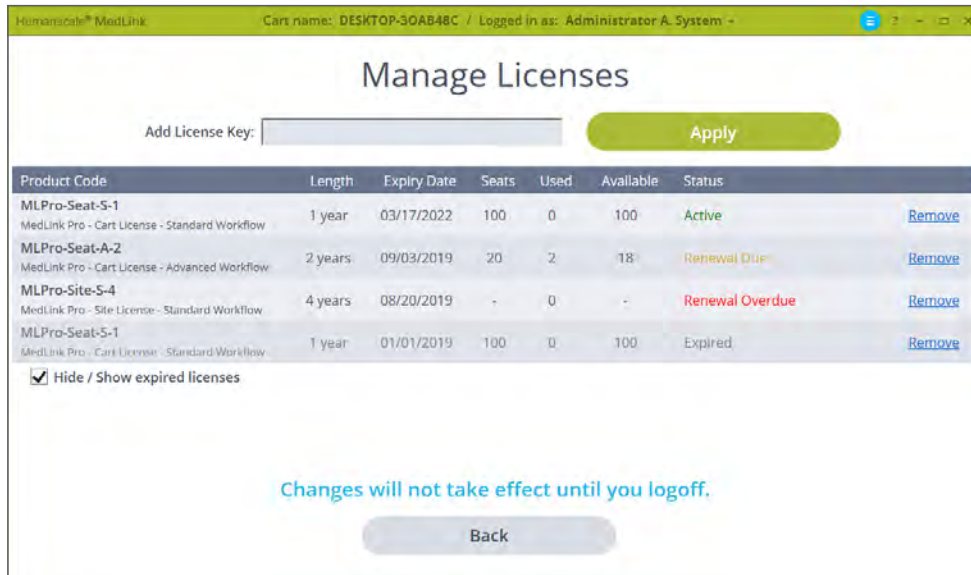 Humanscale® MedLink Cart name: DESKTOP-3OAB48C / Logged in as: Administrator A. System ?
Manage Licenses
Add License Key: Apply
Product Code Length Expiry Date Seats Used Available Status
MLPro-Seat-S-1
MedLink Pro - Cart License - Standard Workflow 1 year 03/17/2022 100 0 100 Active Remove
MLPro-Seat-A-2
MedLink Pro - Cart License - Advanced Workflow 2 years 09/03/2019 20 2 18 Renewal Due Remove
MLPro-Site-S-4
MedLink Pro - Site License - Standard Workflow 4 years 08/20/2019 - 0 - Renewal Overdue Remove
MLPro-Seat-S-1
MedLink Pro - Cart License - Standard Workflow 1 year 01/01/2019 100 0 100 Expired Remove
Hide / Show expired licenses
Changes will not take effect until you logoff.
Back